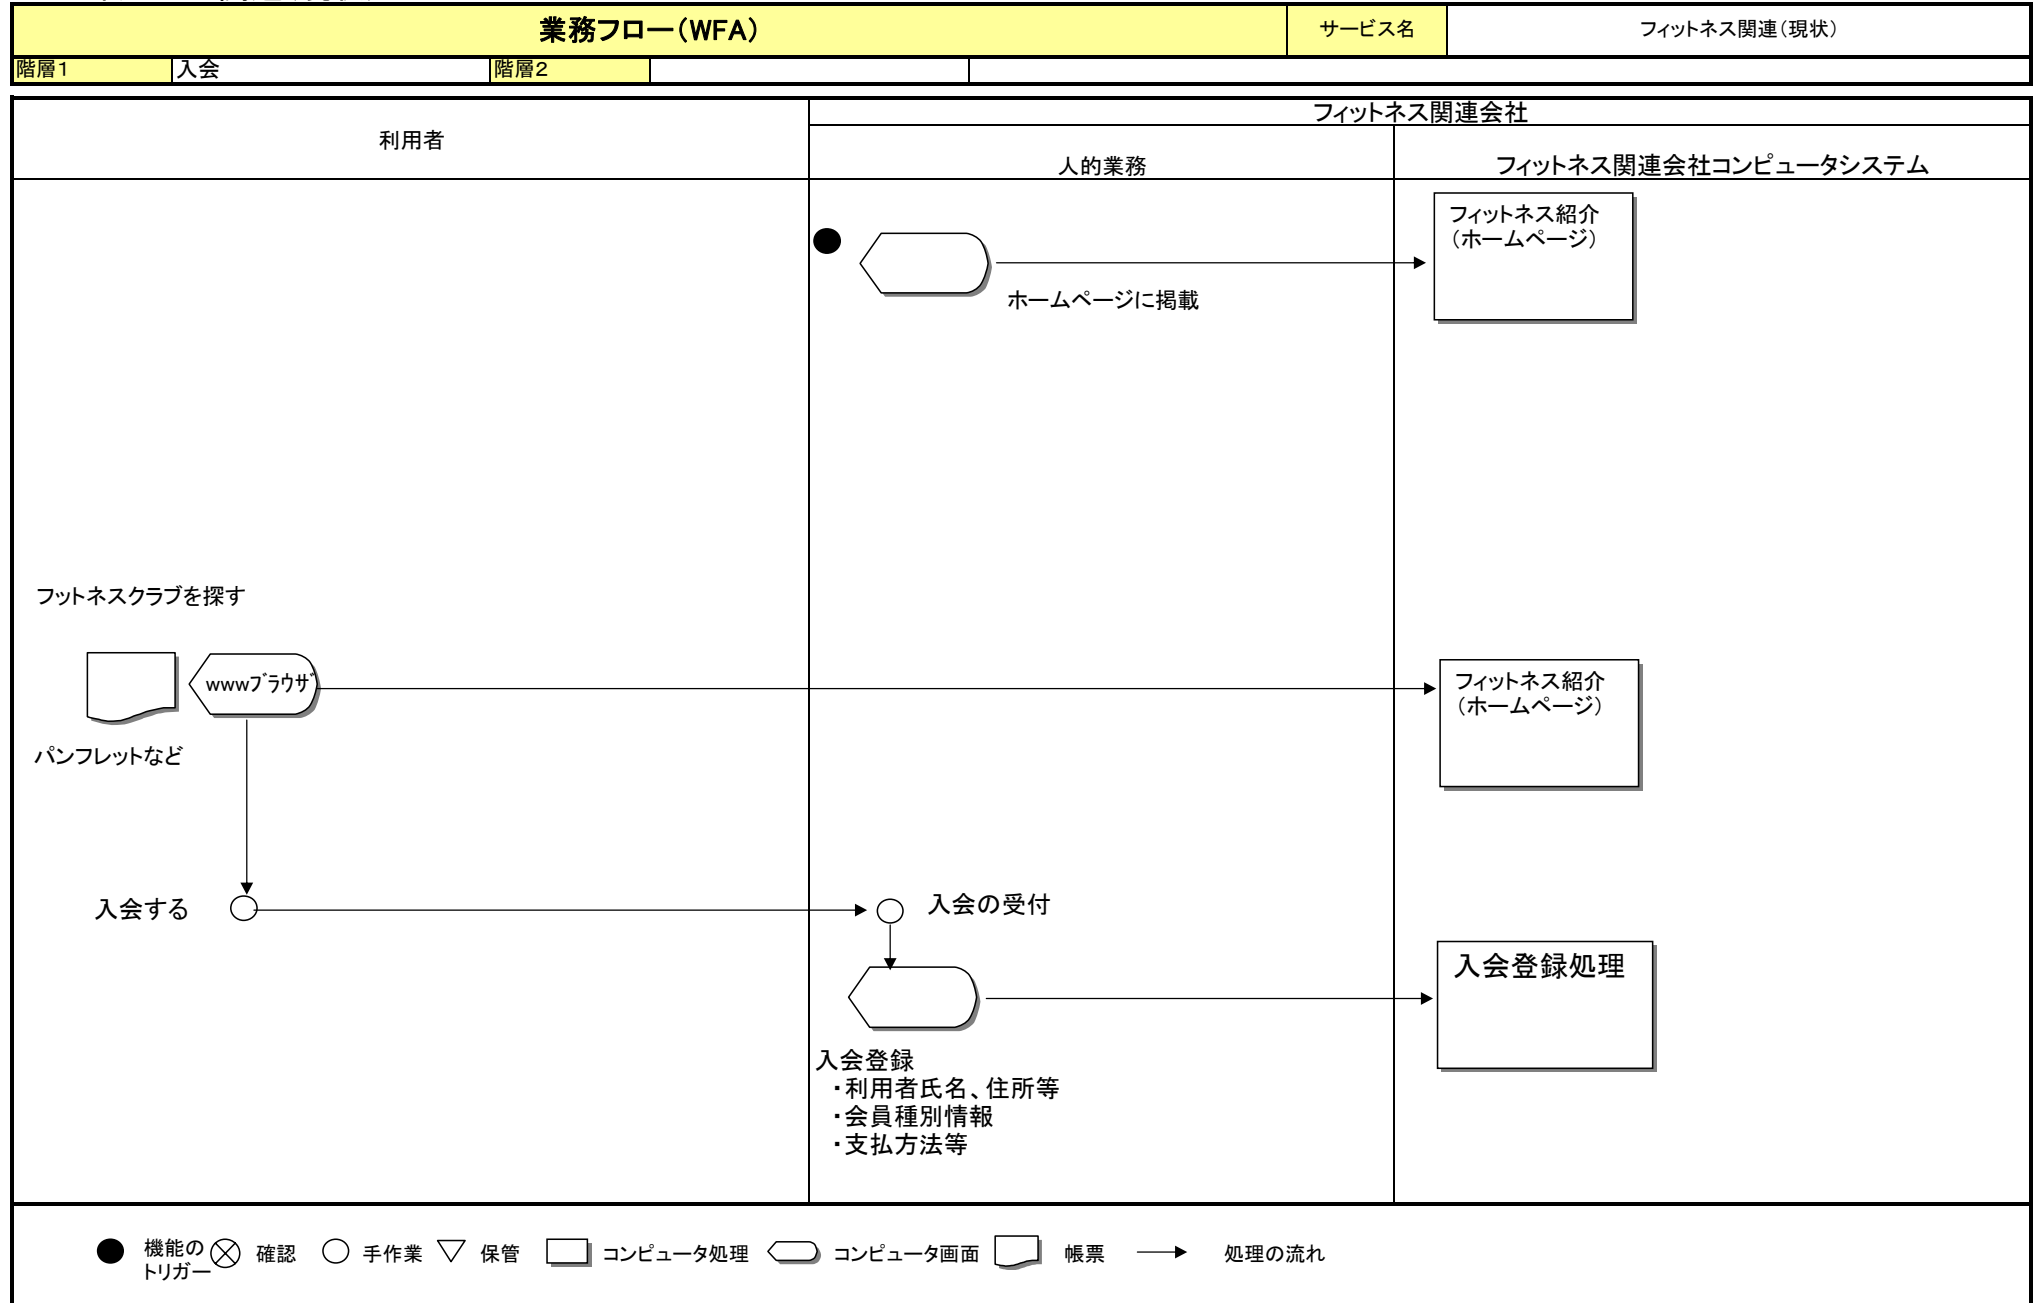 業務フロー(WFA)
サービス名
フィットネス関連(現状)
階層1
入会
階層2
フィットネス関連会社
利用者
人的業務
フィットネス関連会社コンピュータシステム
フィットネス紹介
(ホームページ)
ホームページに掲載
フットネスクラブを探す
wwwブラウザ
フィットネス紹介
(ホームページ)
パンフレットなど
入会する
入会の受付
入会登録処理
入会登録
・利用者氏名、住所等
・会員種別情報
・支払方法等
機能の
トリガー
確認
手作業
保管
コンピュータ処理
コンピュータ画面
帳票
処理の流れ